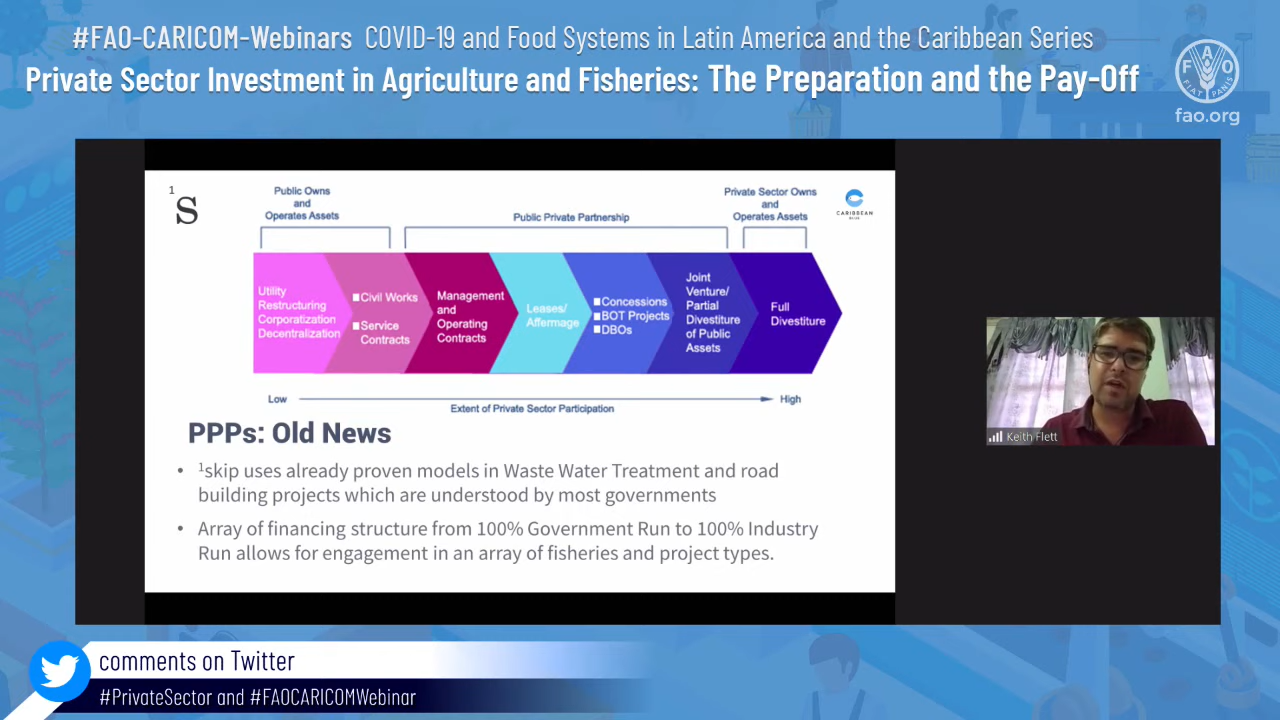 #FAO-CARICOM-Webinars COVID-19 and Food Systems in Latin America and the Caribbean Series
Private Sector Investment in Agriculture and Fisheries: The Preparation and the Pay-Off
F A O
FIAT PANIS
fao.org
1S
Public Owns
and
Operates Assets
Public Private Partnership
Private Sector Owns
and
Operates Assets
CARIBBEAN
BLUE
Utility
Restructuring
Corporatization
Decentralization
Civil Works
Service
Contracts
Management
and
Operating
Contracts
Leases/
Affermage
Concessions
BOT Projects
DBOs
Joint
Venture/
Partial
Divestiture
of Public
Assets
Full
Divestiture
Low
High
Extent of Private Sector Participation
PPPs: Old News
• 1skip uses already proven models in Waste Water Treatment and road
building projects which are understood by most governments
• Array of financing structure from 100% Government Run to 100% Industry
Run allows for engagement in an array of fisheries and project types.
Keith Flett
comments on Twitter
#PrivateSector and #FAOCARICOMWebinar